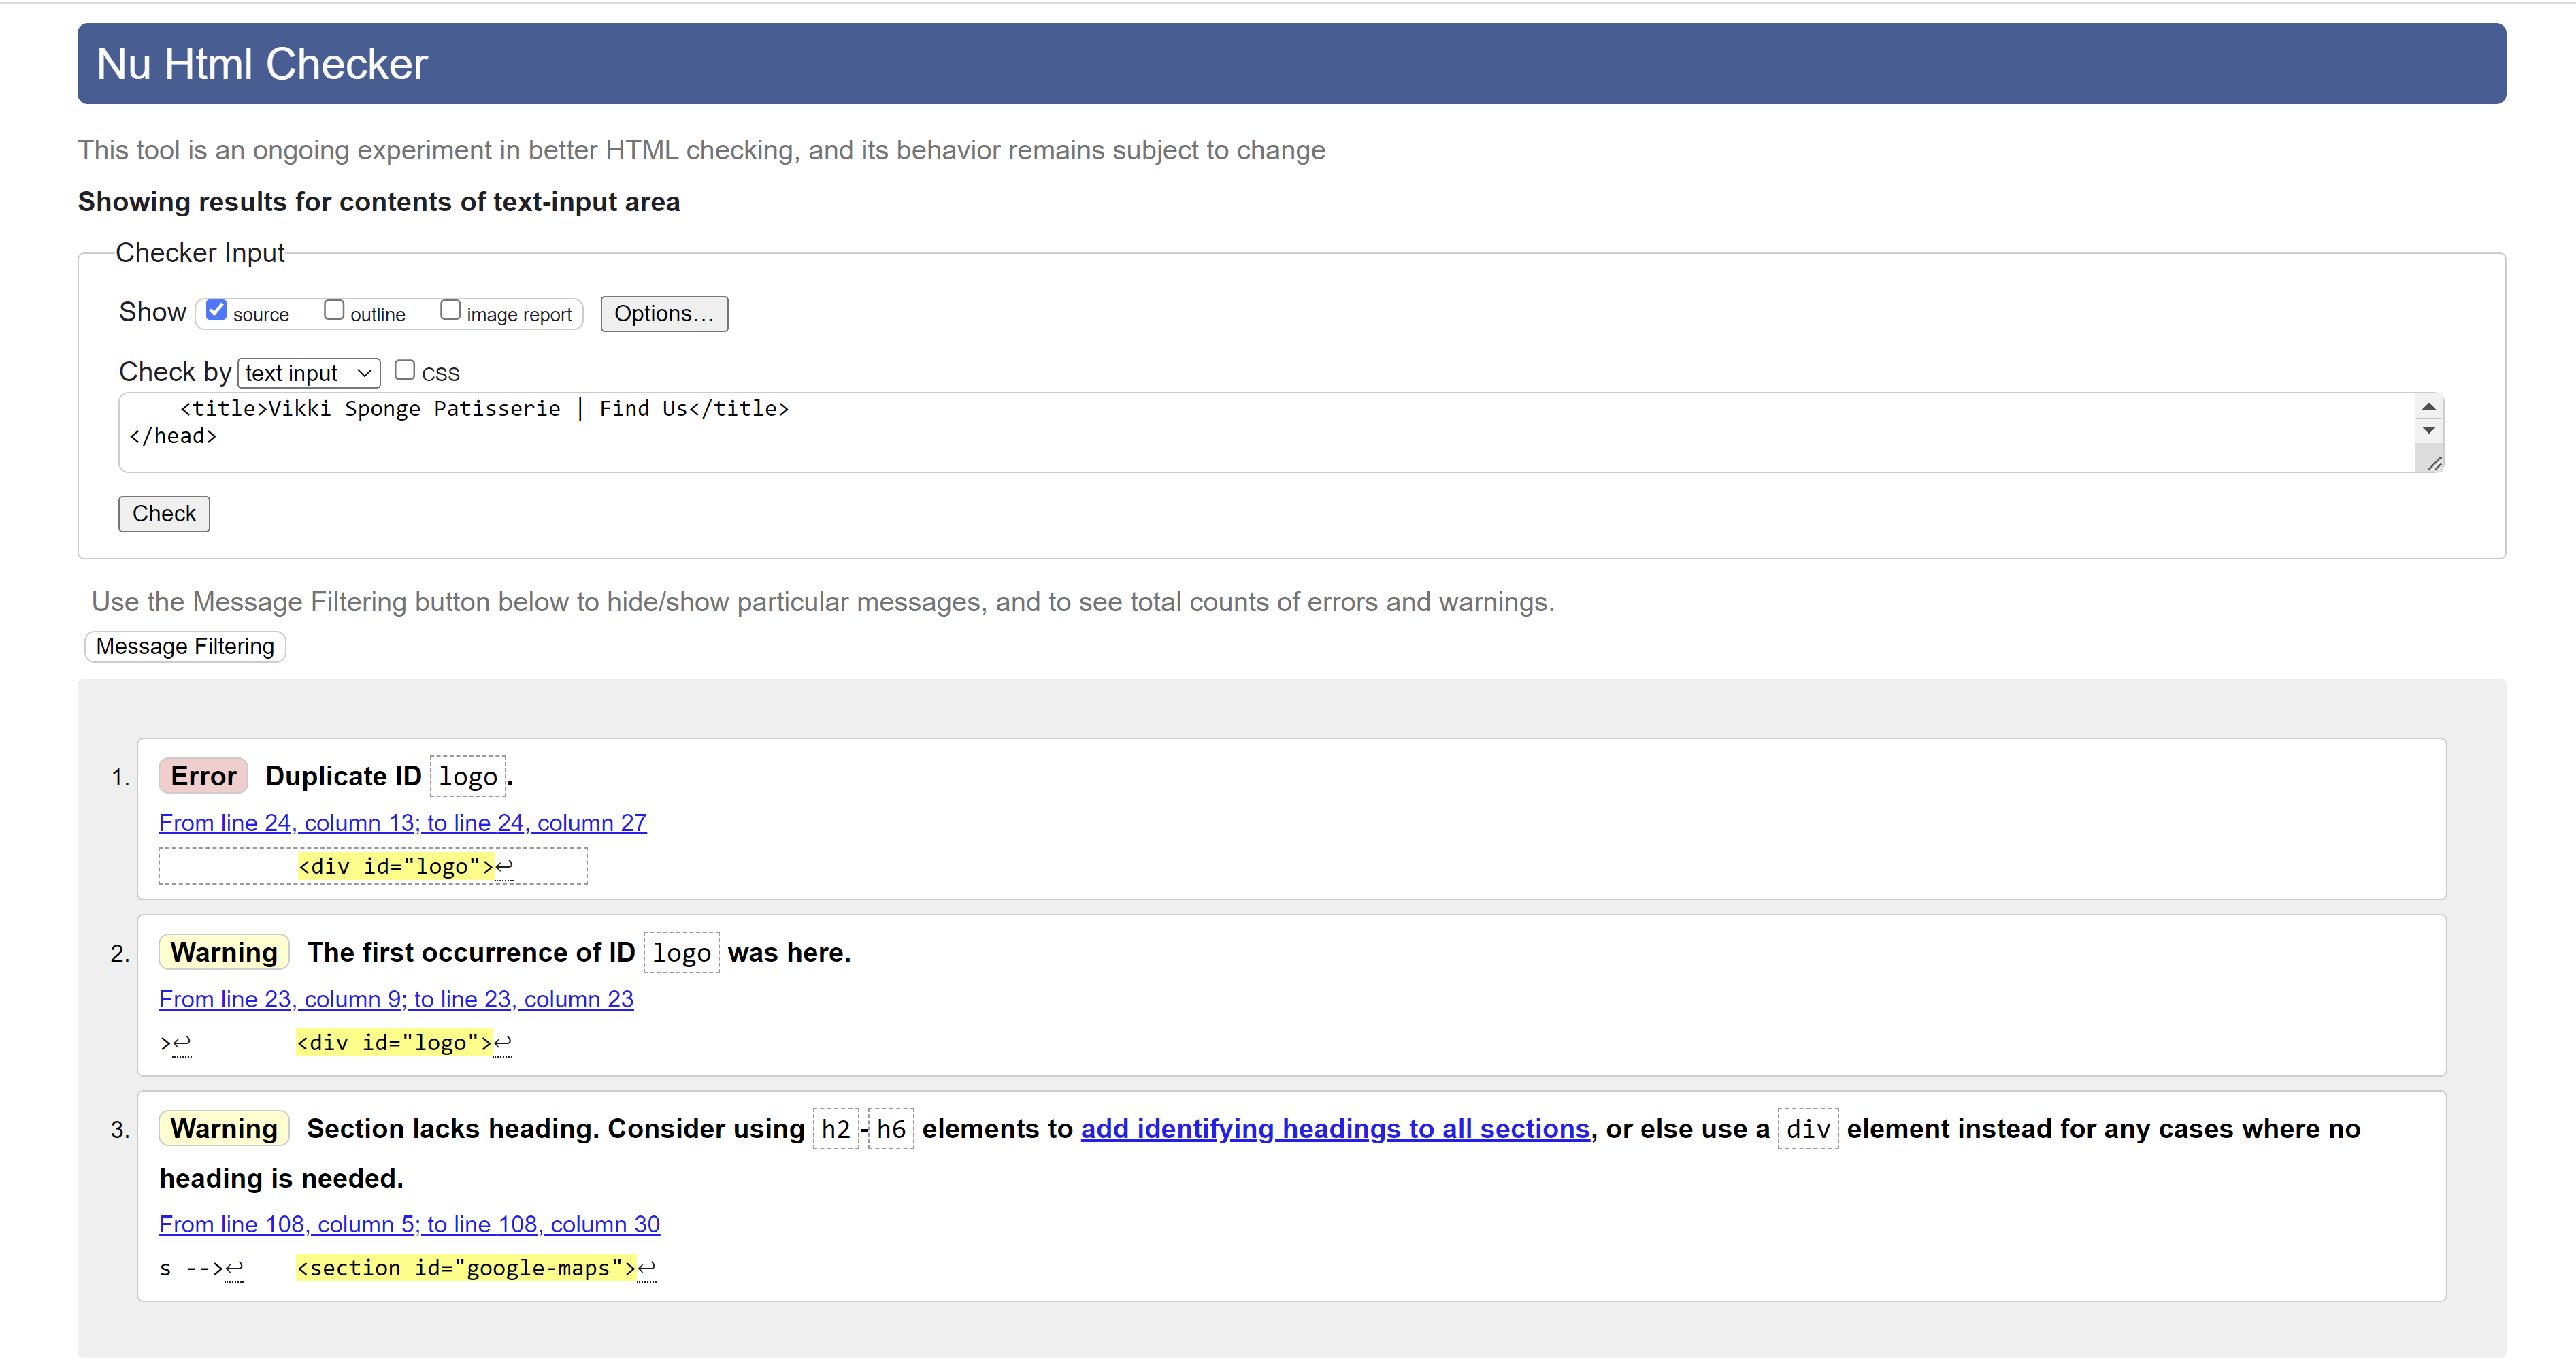 Nu Html Checker
This tool is an ongoing experiment in better HTML checking, and its behavior remains subject to change
Showing results for contents of text-input area
Checker Input
Show source outline image report Options...
Check by text input CSS
<title>Vikki Sponge Patisserie | Find Us</title>
</head>
Check
Use the Message Filtering button below to hide/show particular messages, and to see total counts of errors and warnings.
Message Filtering
1. Error Duplicate ID logo.
From line 24, column 13; to line 24, column 27
<div id="logo">↩
2. Warning The first occurrence of ID logo was here.
From line 23, column 9; to line 23, column 23
>↩ <div id="logo">↩
3. Warning Section lacks heading. Consider using h2-h6 elements to add identifying headings to all sections, or else use a div element instead for any cases where no
heading is needed.
From line 108, column 5; to line 108, column 30
s -->↩ <section id="google-maps">↩